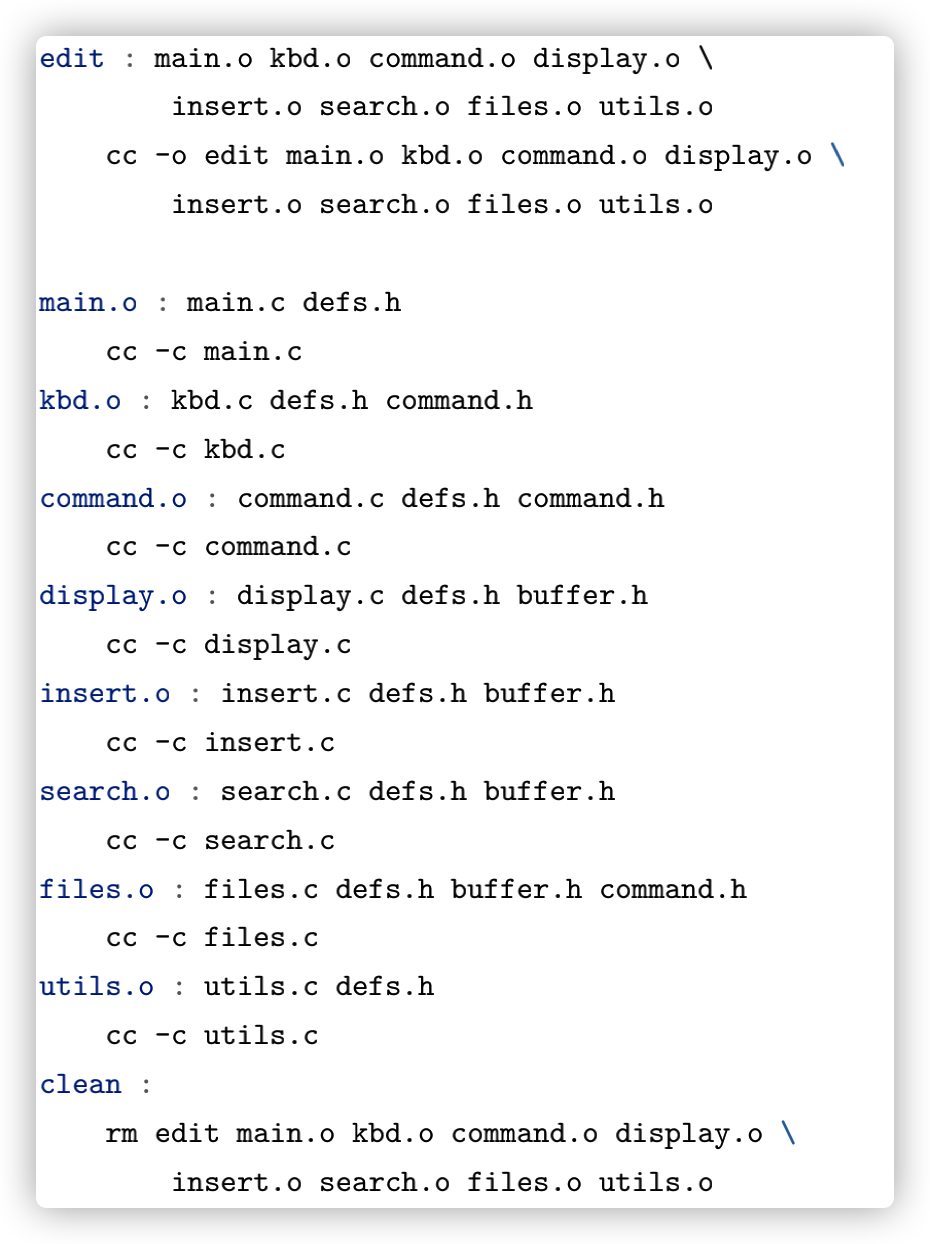 edit : main.o kbd.o command.o display.o \
insert.o search.o files.o utils.o
cc -o edit main.o kbd.o command.o display.o \
insert.o search.o files.o utils.o
main.o : main.c defs.h
cc -c main.c
kbd.o : kbd.c defs.h command.h
cc -c kbd.c
command.o : command.c defs.h command.h
cc -c command.c
display.o : display.c defs.h buffer.h
cc -c display.c
insert.o : insert.c defs.h buffer.h
cc -c insert.c
search.o : search.c defs.h buffer.h
cc -c search.c
files.o : files.c defs.h buffer.h command.h
cc -c files.c
utils.o : utils.c defs.h
cc -c utils.c
clean :
rm edit main.o kbd.o command.o display.o \
insert.o search.o files.o utils.o